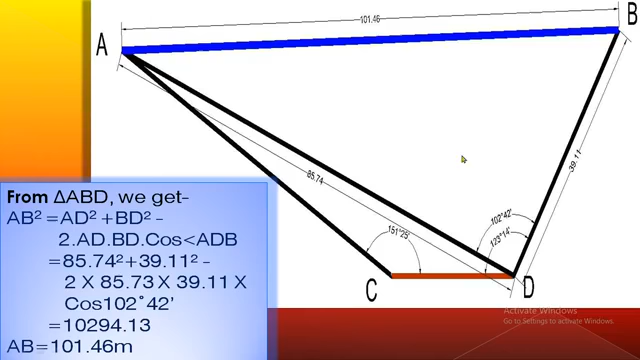 101.46
B
A
85.74
39.11
102°42'
123°14'
151°25'
C
D
From ΔABD, we get-
AB² =AD² +BD² –
2.AD.BD.Cos<ADB
=85.74²+39.11² –
2 X 85.73 X 39.11 X
Cos102°42'
=10294.13
AB=101.46m
Activate Windows
Go to Settings to activate Windows.